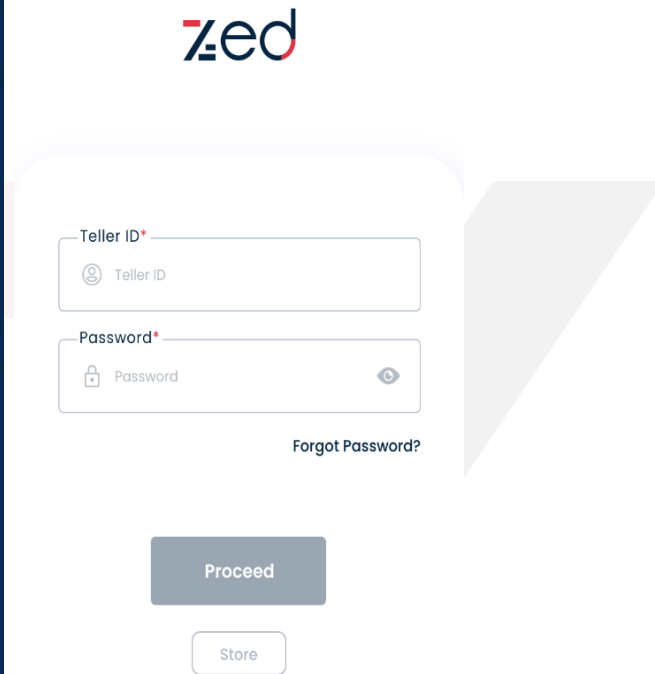 zed
Teller ID*
Teller ID
Password*
Password
Forgot Password?
Proceed
Store